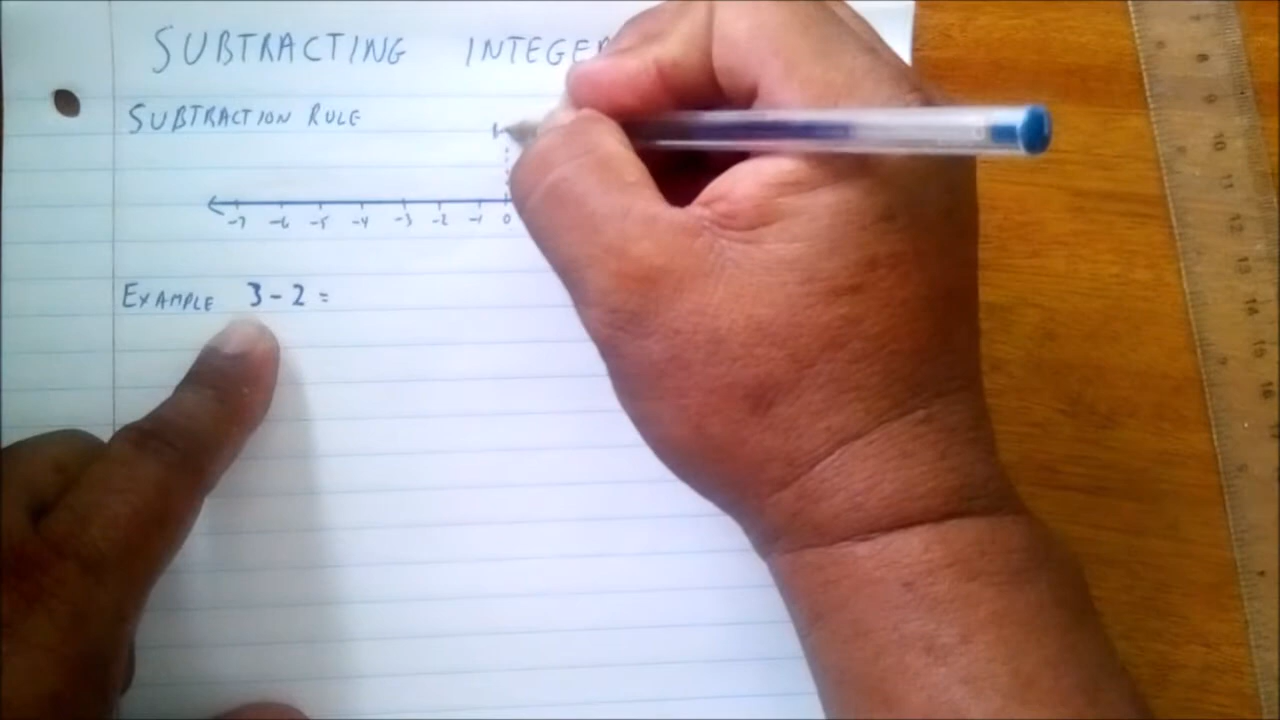 SUBTRACTING INTEGE
SUBTRACTION RULE
-7 -6 -5 -4 -3 -2 -1 0
EXAMPLE 3 - 2 =